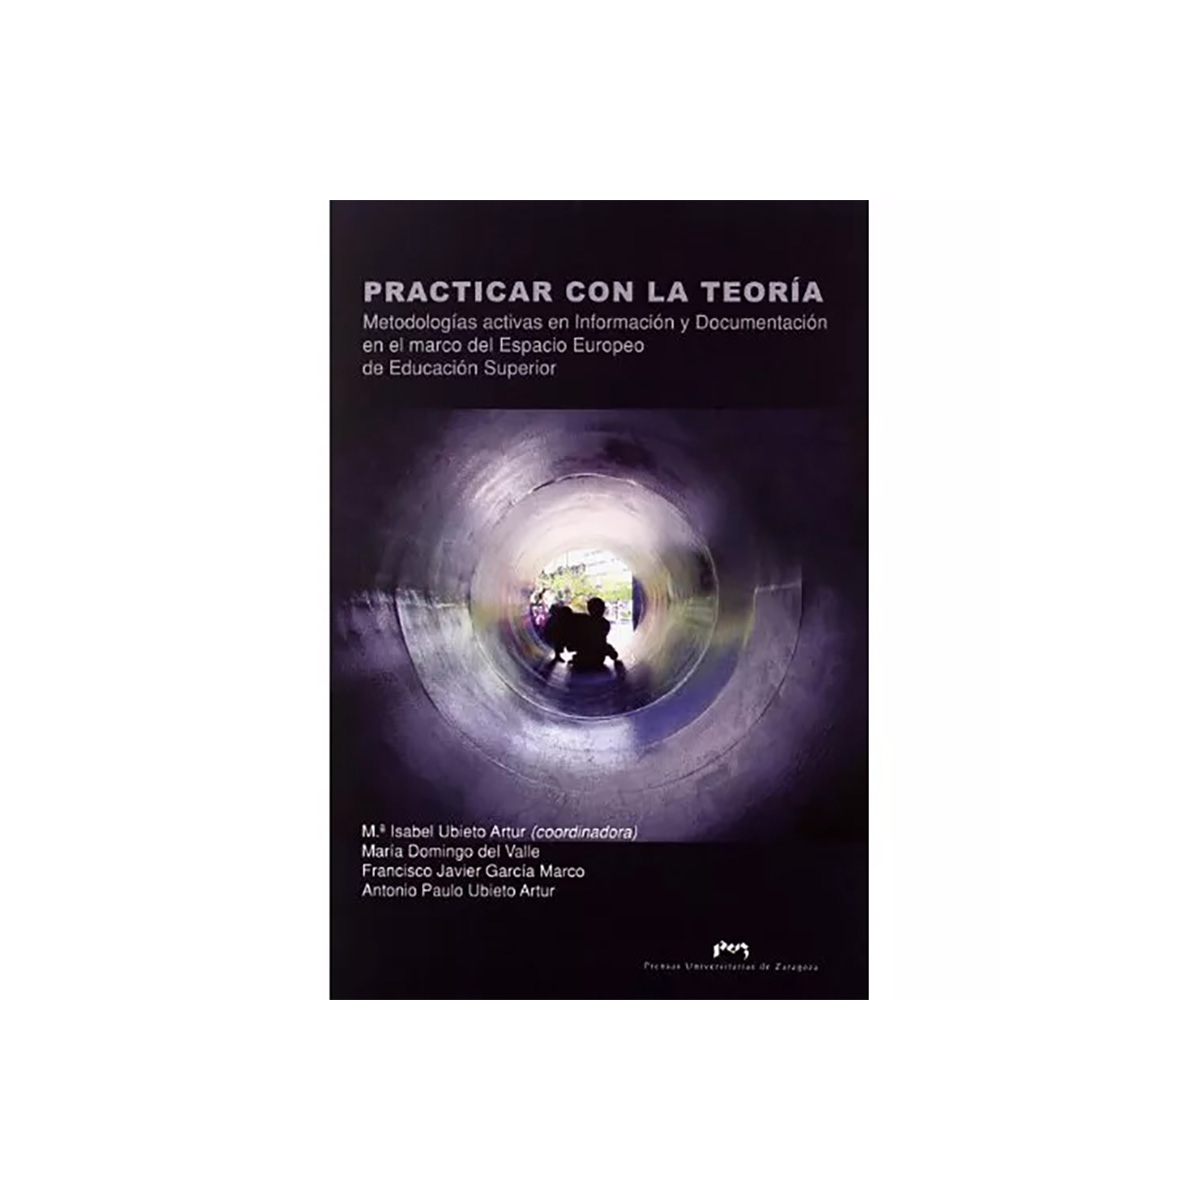 PRACTICAR CON LA TEORÍA
Metodologías activas en Información y Documentación
en el marco del Espacio Europeo
de Educación Superior
M.ª Isabel Ubieto Artur (coordinadora)
María Domingo del Valle
Francisco Javier García Marco
Antonio Paulo Ubieto Artur
puz
Prensas Universitarias de Zaragoza